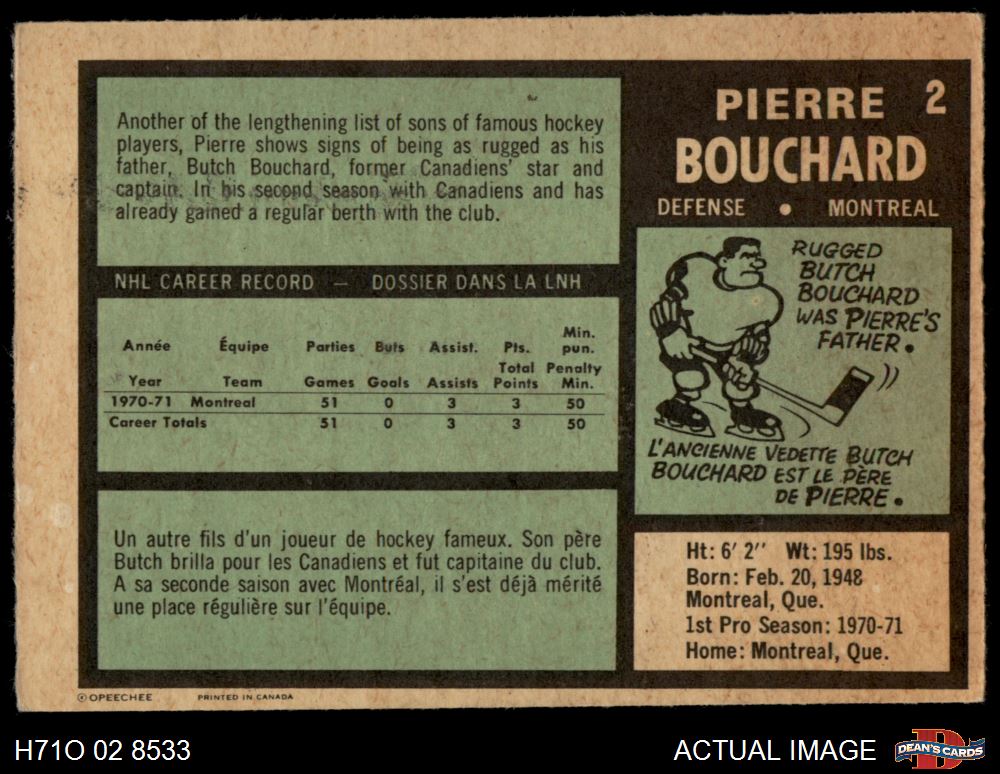 Another of the lengthening list of sons of famous hockey
players, Pierre shows signs of being as rugged as his
father, Butch Bouchard, former Canadiens' star and
captain. In his second season with Canadiens and has
already gained a regular berth with the club.
NHL CAREER RECORD — DOSSIER DANS LA LNH
Année Équipe Parties Buts Assist. Pts. Min. pun.
Year Team Games Goals Assists Total Points Penalty Min.
1970-71 Montreal 51 0 3 3 50
Career Totals 51 0 3 3 50
Un autre fils d'un joueur de hockey fameux. Son père
Butch brilla pour les Canadiens et fut capitaine du club.
A sa seconde saison avec Montréal, il s'est déjà mérité
une place régulière sur l'équipe.
PIERRE 2
BOUCHARD
DEFENSE • MONTREAL
RUGGED
BUTCH
BOUCHARD
WAS PIERRE'S
FATHER.
L'ANCIENNE VEDETTE BUTCH
BOUCHARD EST LE PÈRE
DE PIERRE.
Ht: 6' 2" Wt: 195 lbs.
Born: Feb. 20, 1948
Montreal, Que.
1st Pro Season: 1970-71
Home: Montreal, Que.
© OPEECHEE PRINTED IN CANADA
H71O 02 8533
ACTUAL IMAGE
DEAN'S CARDS